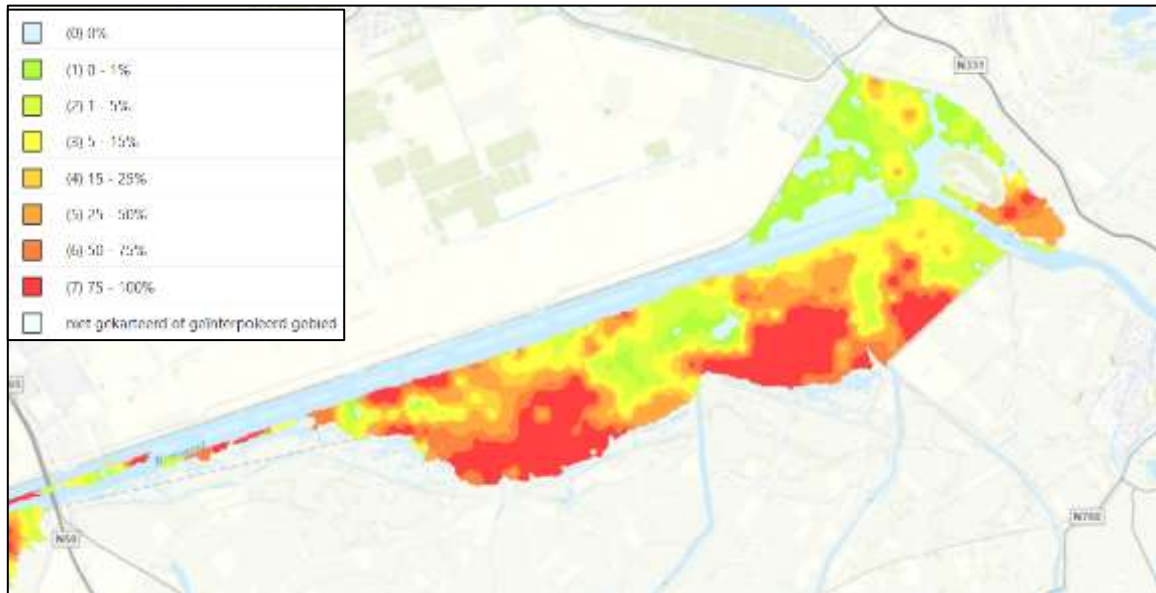 (0) 0%
(1) 0 - 1%
(2) 1 - 5%
(3) 5 - 15%
(4) 15 - 25%
(5) 25 - 50%
(6) 50 - 75%
(7) 75 - 100%
niet gekarteerd of geïnterpoleerd gebied
N331
N50